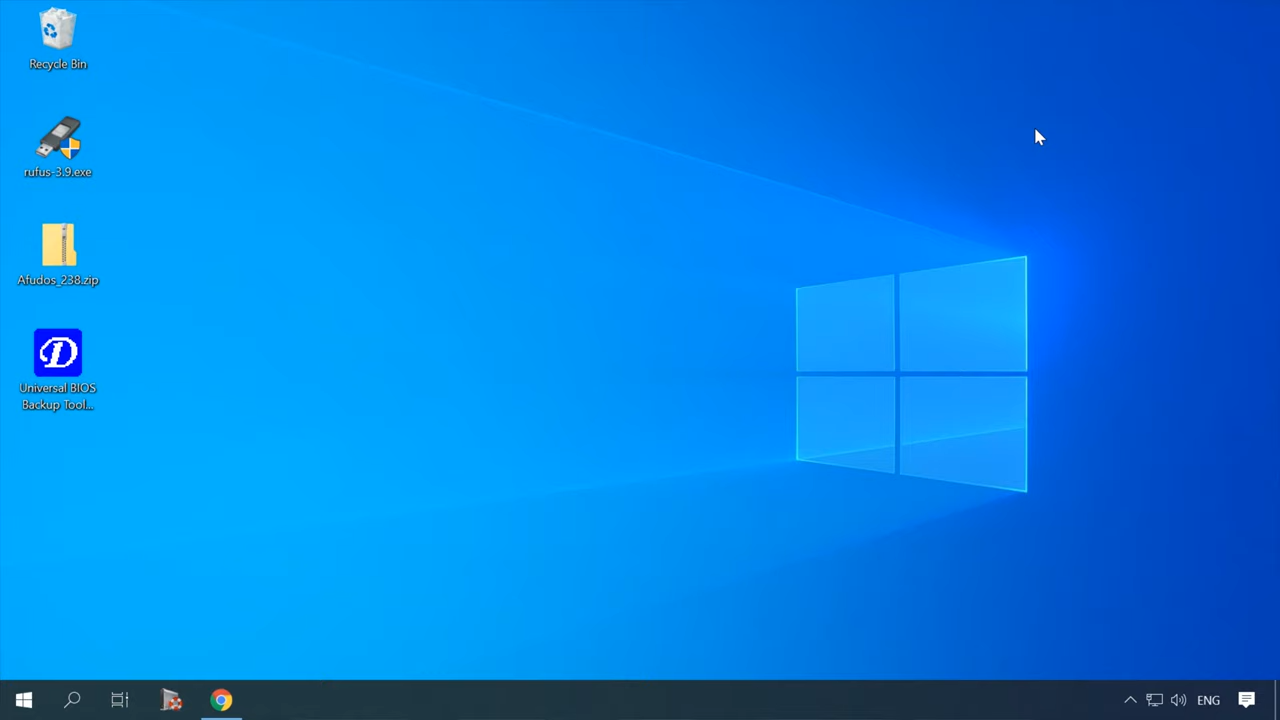 Recycle Bin
rufus-3.9.exe
Afudos_238.zip
Universal BIOS
Backup Tool...
ENG